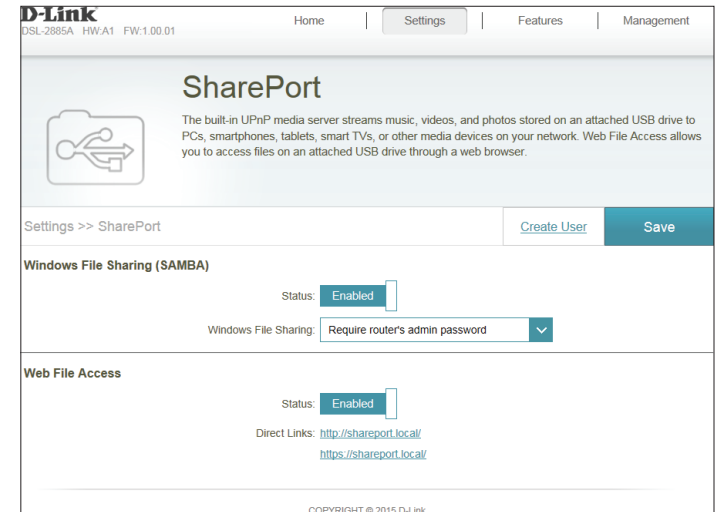 D-Link
DSL-2885A HW:A1 FW:1.00.01
Home
Settings
Features
Management
SharePort
The built-in UPnP media server streams music, videos, and photos stored on an attached USB drive to
PCs, smartphones, tablets, smart TVs, or other media devices on your network. Web File Access allows
you to access files on an attached USB drive through a web browser.
Settings >> SharePort
Create User
Save
Windows File Sharing (SAMBA)
Status: Enabled
Windows File Sharing: Require router's admin password
Web File Access
Status: Enabled
Direct Links: http://shareport.local/
https://shareport.local/
COPYRIGHT © 2015 D-Link